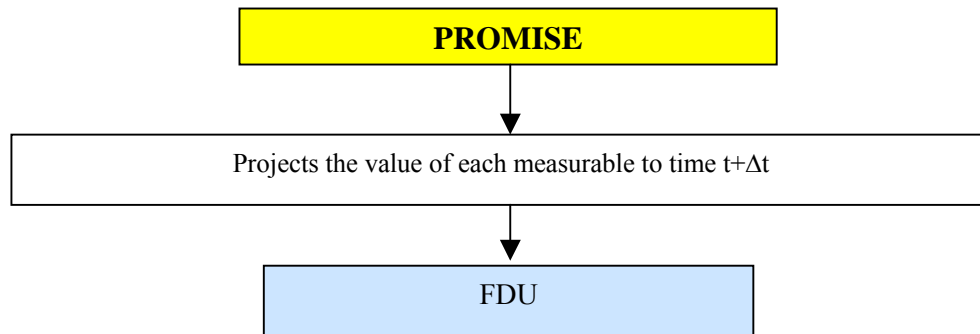 PROMISE
Projects the value of each measurable to time t+Δt
FDU